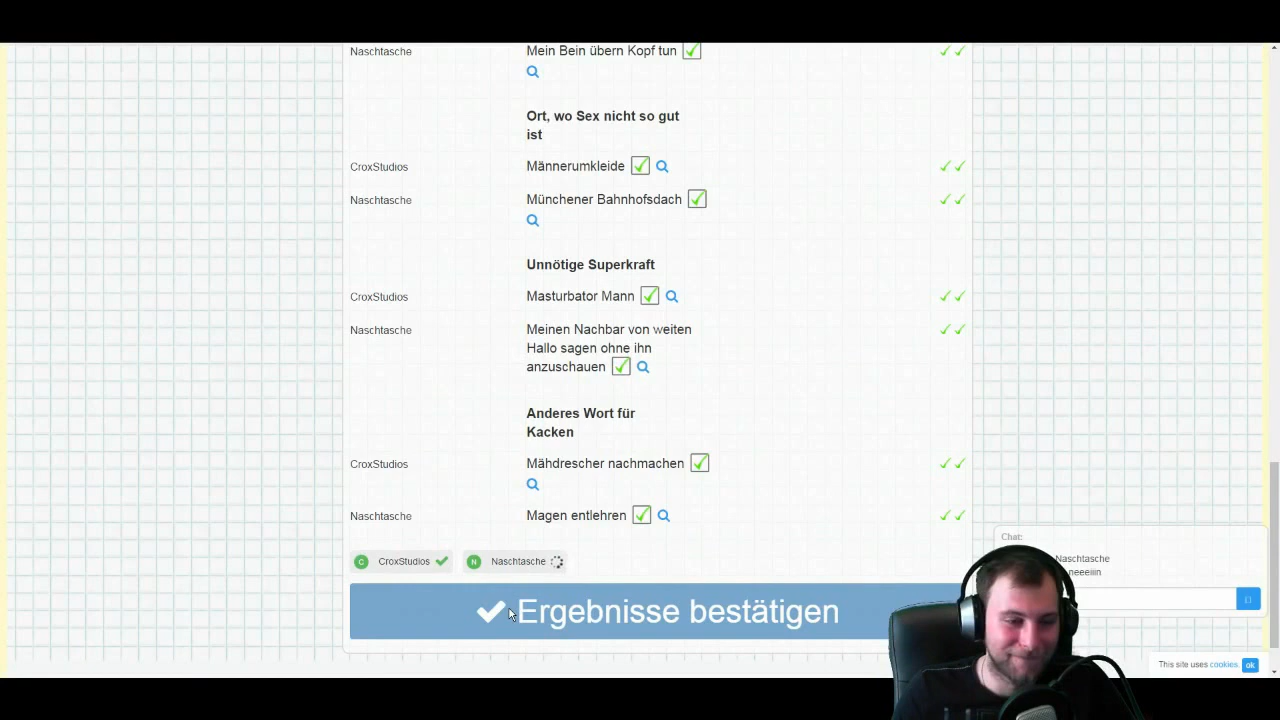 Naschtasche
Mein Bein übern Kopf tun
Ort, wo Sex nicht so gut
ist
CroxStudios
Männerumkleide
Naschtasche
Münchener Bahnhofsdach
Unnötige Superkraft
CroxStudios
Masturbator Mann
Naschtasche
Meinen Nachbar von weiten
Hallo sagen ohne ihn
anzuschauen
Anderes Wort für
Kacken
CroxStudios
Mähdrescher nachmachen
Naschtasche
Magen entlehren
C CroxStudios
N Naschtasche
Ergebnisse bestätigen
Chat:
Naschtasche
neeeiiin
This site uses cookies. ok